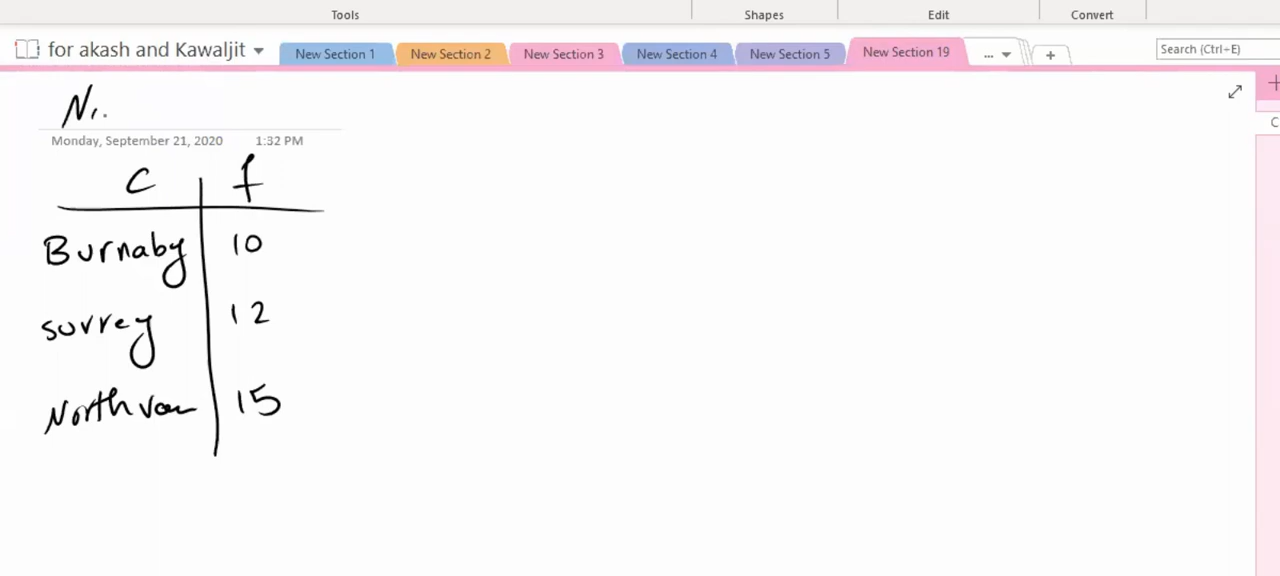 Tools Shapes Edit Convert
for akash and Kawaljit New Section 1 New Section 2 New Section 3 New Section 4 New Section 5 New Section 19 ... + Search (Ctrl+E)
N
Monday, September 21, 2020 1:32 PM
C f
Burnaby 10
surrey 12
North van 15